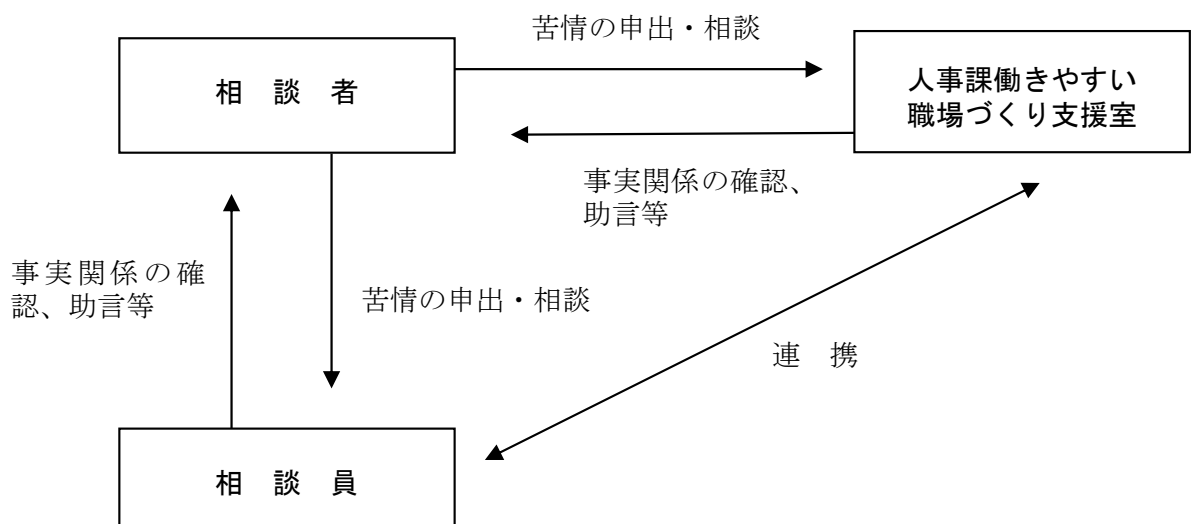 苦情の申出・相談
相　談　者
人事課働きやすい
職場づくり支援室
事実関係の確認、
助言等
事実関係の確
認、助言等
苦情の申出・相談
連　携
相　談　員